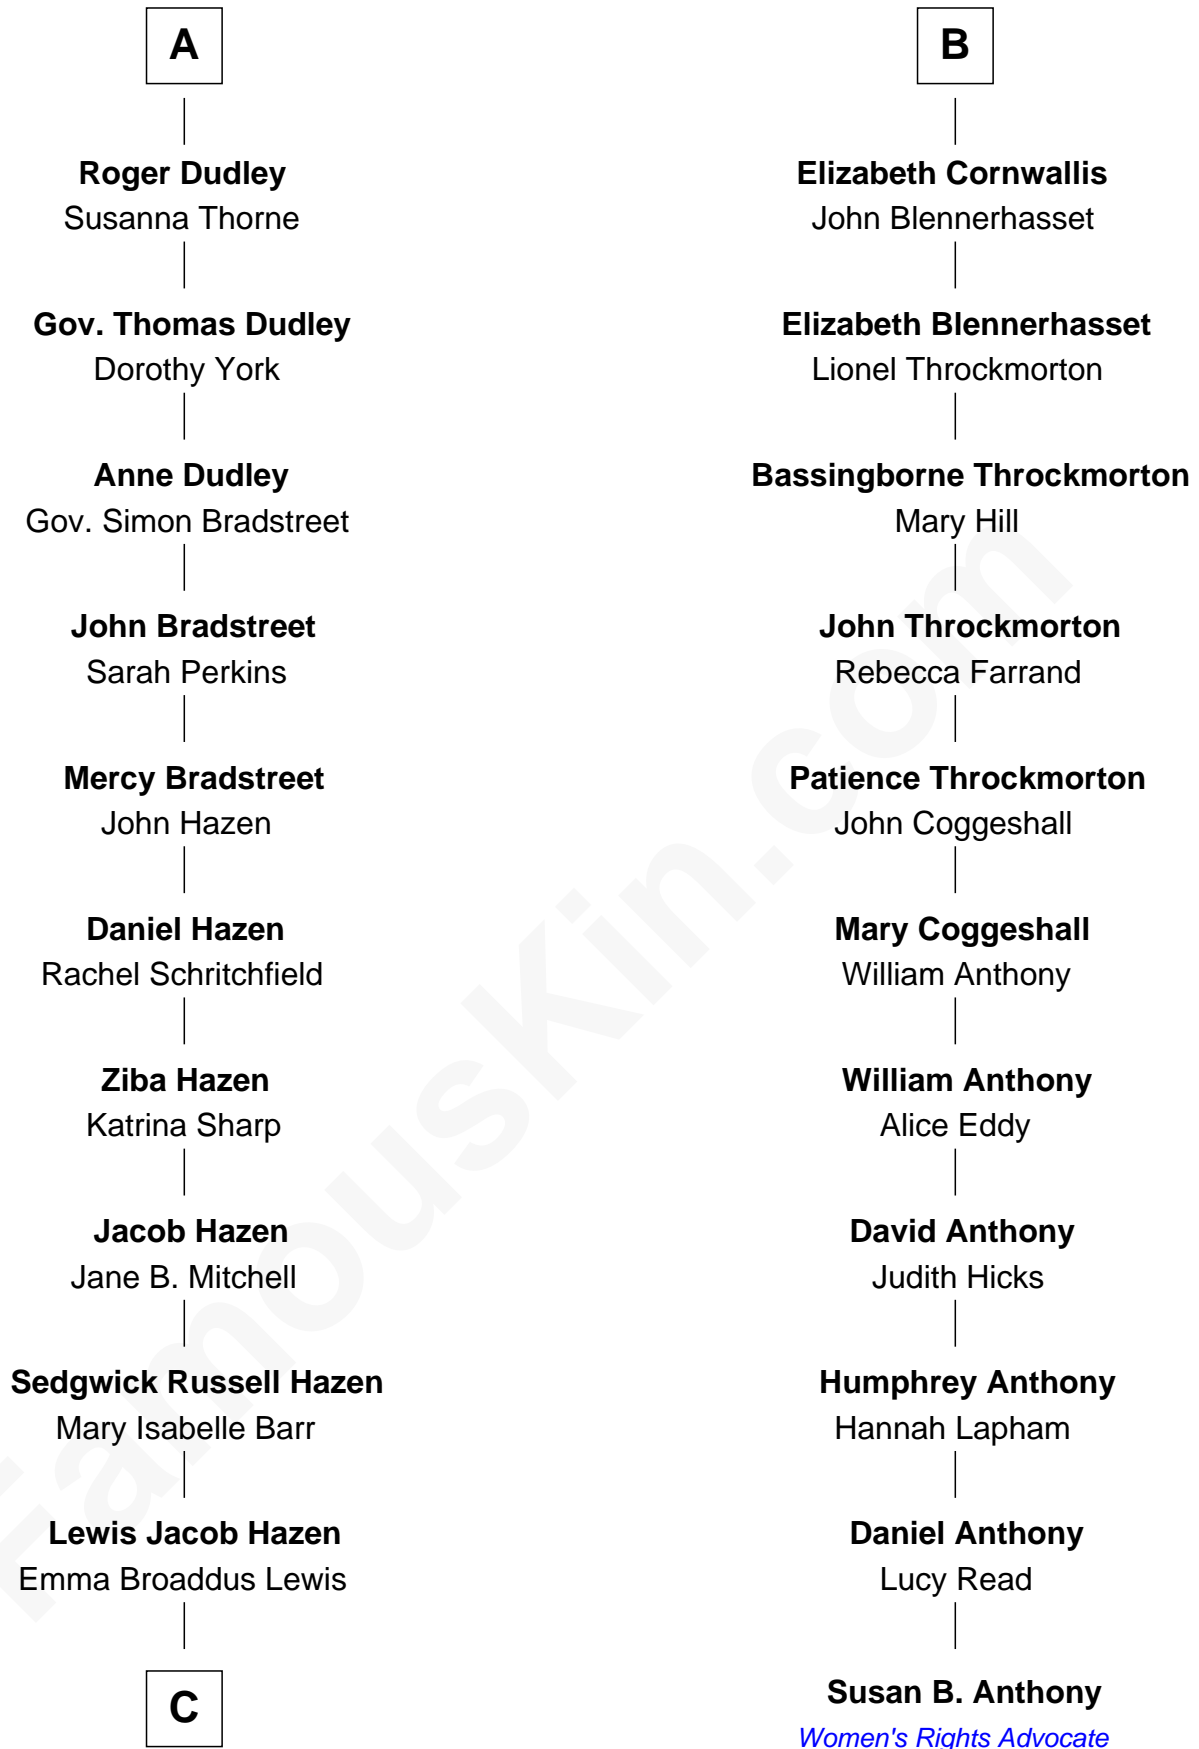 A
Roger Dudley
Susanna Thorne
Gov. Thomas Dudley
Dorothy York
Anne Dudley
Gov. Simon Bradstreet
John Bradstreet
Sarah Perkins
Mercy Bradstreet
John Hazen
Daniel Hazen
Rachel Schritchfield
Ziba Hazen
Katrina Sharp
Jacob Hazen
Jane B. Mitchell
Sedgwick Russell Hazen
Mary Isabelle Barr
Lewis Jacob Hazen
Emma Broaddus Lewis
C
B
Elizabeth Cornwallis
John Blennerhasset
Elizabeth Blennerhasset
Lionel Throckmorton
Bassingborne Throckmorton
Mary Hill
John Throckmorton
Rebecca Farrand
Patience Throckmorton
John Coggeshall
Mary Coggeshall
William Anthony
William Anthony
Alice Eddy
David Anthony
Judith Hicks
Humphrey Anthony
Hannah Lapham
Daniel Anthony
Lucy Read
Susan B. Anthony
Women's Rights Advocate
FamousKin.com